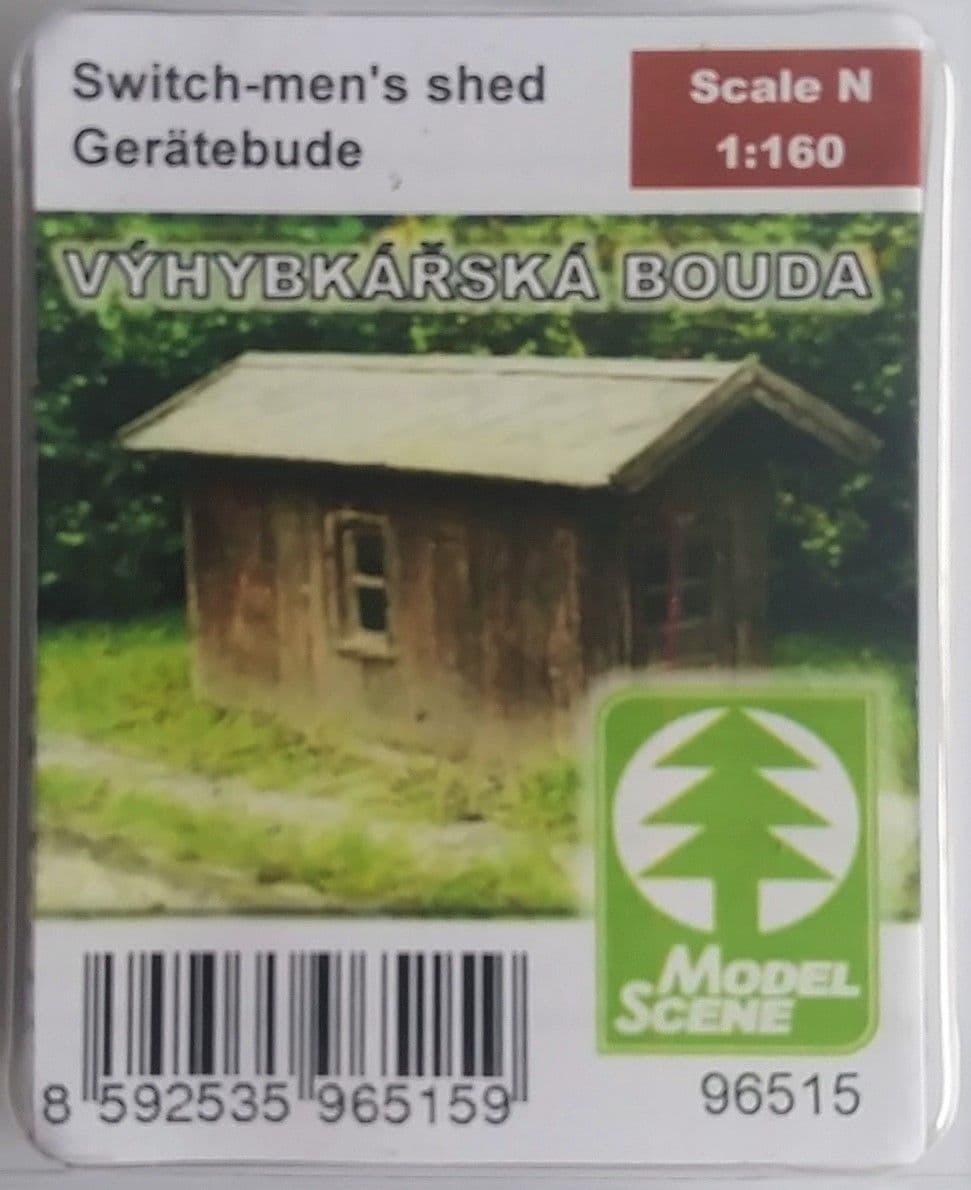 Switch-men's shed
Gerätebude
Scale N
1:160
VÝHYBKÁŘSKÁ BOUDA
MODEL
SCENE
8 592535 965159
96515